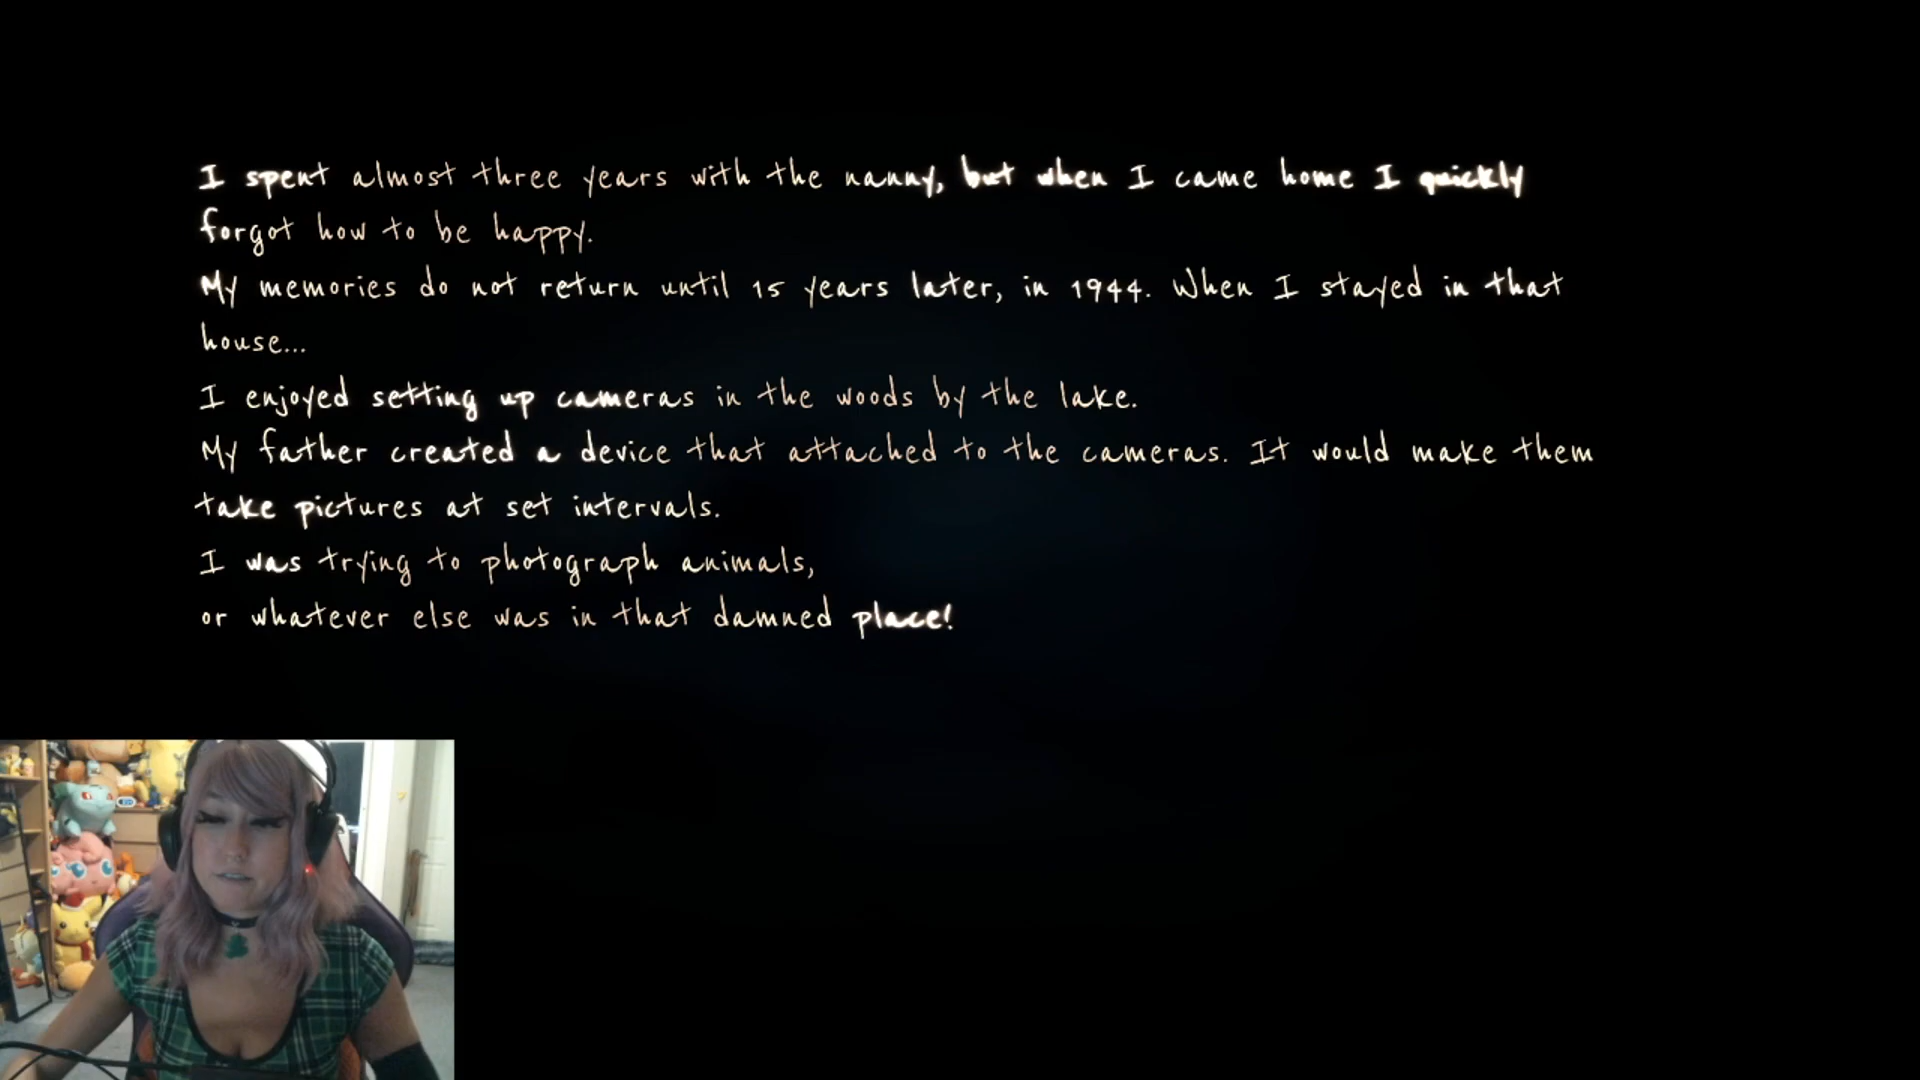 I spent almost three years with the nanny, but when I came home I quickly
forgot how to be happy.
My memories do not return until 15 years later, in 1944. When I stayed in that
house...
I enjoyed setting up cameras in the woods by the lake.
My father created a device that attached to the cameras. It would make them
take pictures at set intervals.
I was trying to photograph animals,
or whatever else was in that damned place!